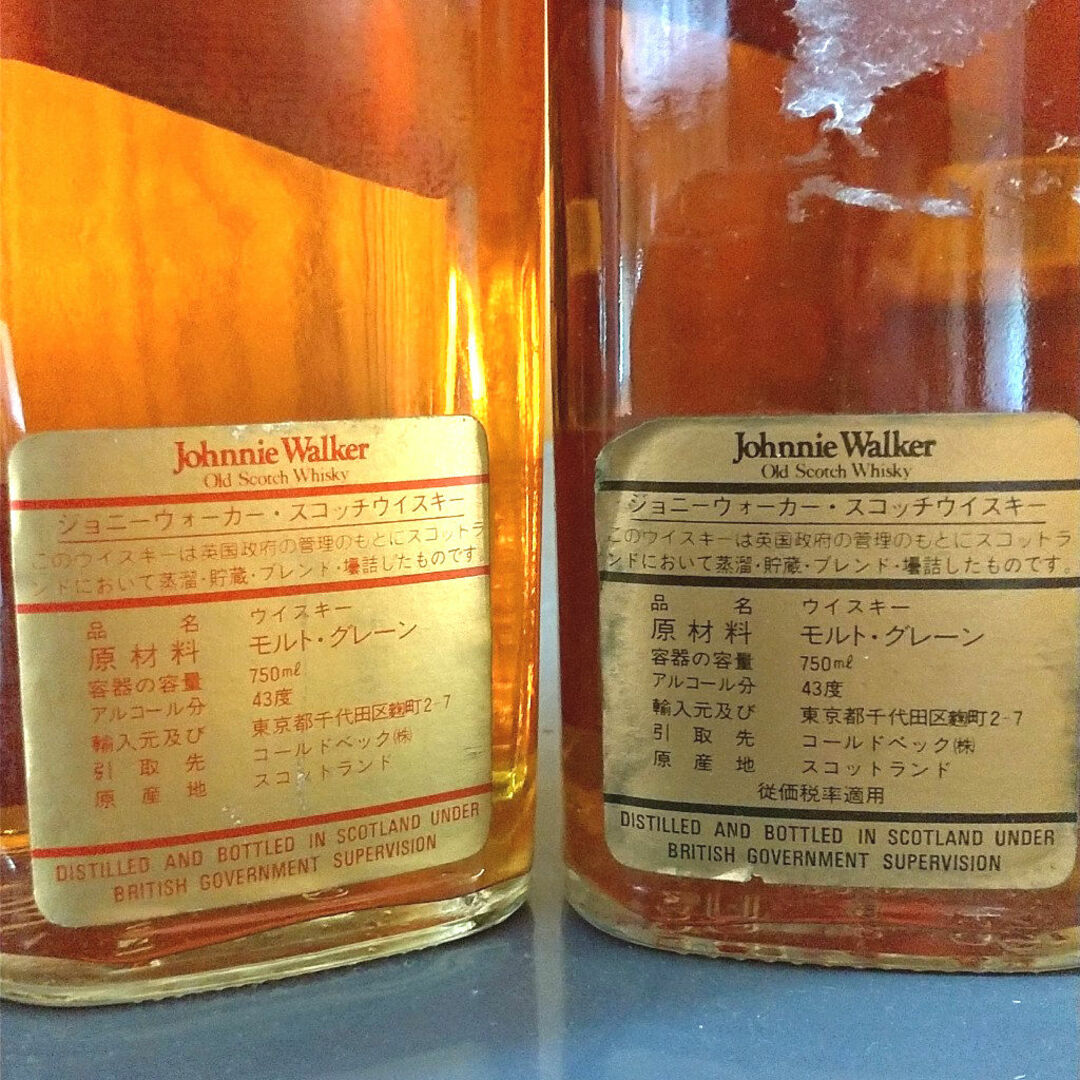 Johnnie Walker
Old Scotch Whisky
ジョニーウォーカー・スコッチウイスキー
このウイスキーは英国政府の管理のもとにスコットラ
ンドにおいて蒸溜・貯蔵・ブレンド・壜詰したものです。
品名 ウイスキー
原材料 モルト・グレーン
容器の容量 750ml
アルコール分 43度
輸入元及び 東京都千代田区麹町2-7
引取先 コールドベック㈱
原産地 スコットランド
DISTILLED AND BOTTLED IN SCOTLAND UNDER
BRITISH GOVERNMENT SUPERVISION
Johnnie Walker
Old Scotch Whisky
ジョニーウォーカー・スコッチウイスキー
このウイスキーは英国政府の管理のもとにスコットラ
ンドにおいて蒸溜・貯蔵・ブレンド・壜詰したものです。
品名 ウイスキー
原材料 モルト・グレーン
容器の容量 750ml
アルコール分 43度
輸入元及び 東京都千代田区麹町2-7
引取先 コールドベック㈱
原産地 スコットランド
従価税率適用
DISTILLED AND BOTTLED IN SCOTLAND UNDER
BRITISH GOVERNMENT SUPERVISION